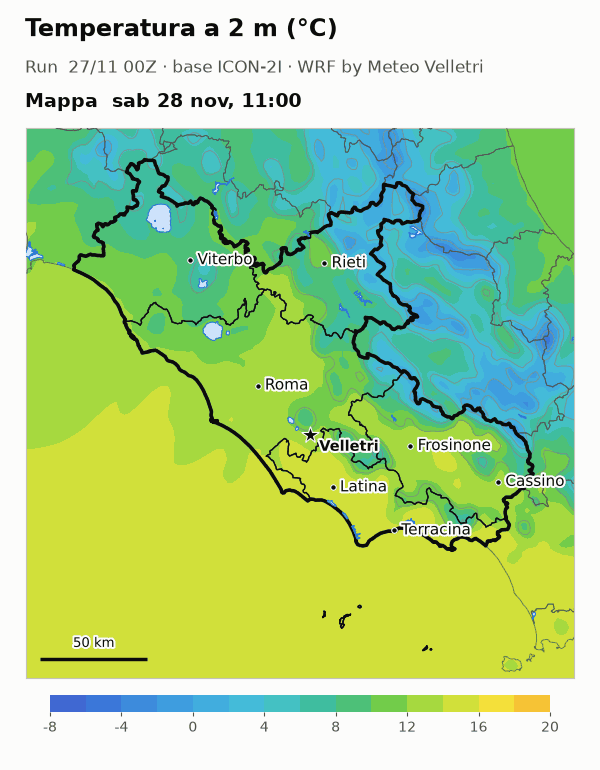 Temperatura a 2 m (°C)
Run  27/11 00Z · base ICON-2I · WRF by Meteo Velletri
Mappa  sab 28 nov, 11:00
Viterbo
Rieti
Roma
Velletri
Frosinone
Latina
Cassino
Terracina
50 km
-8 -4 0 4 8 12 16 20